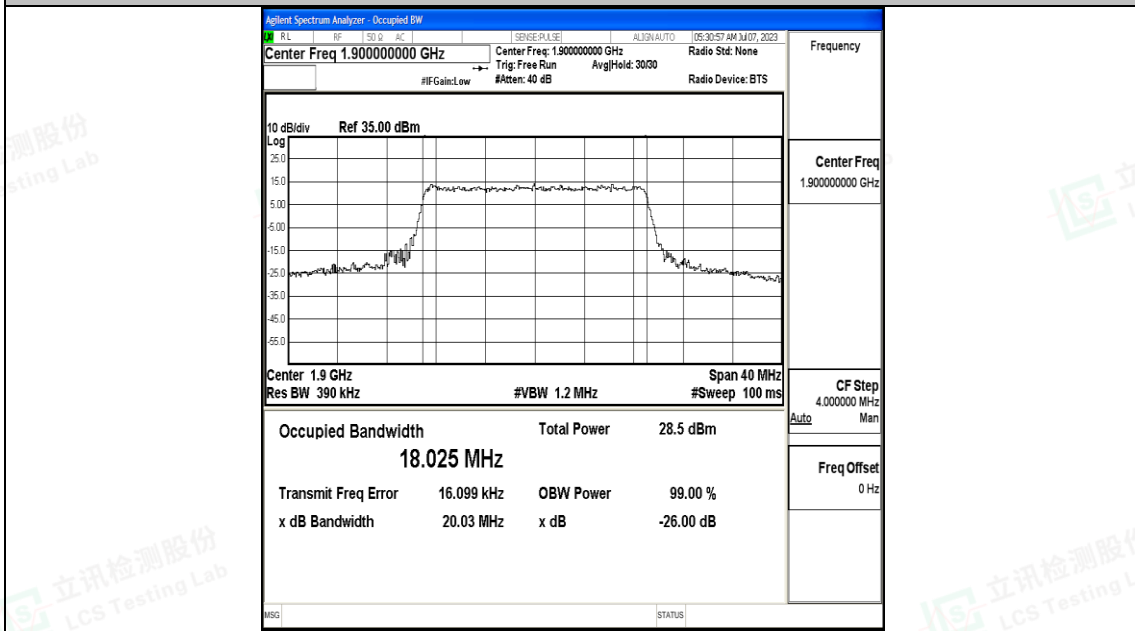 Agilent Spectrum Analyzer - Occupied BW
LXI RL RF 50 Ω AC SENSE:PULSE ALIGN AUTO 05:30:57 AM Jul 07, 2023
Center Freq 1.900000000 GHz
Center Freq: 1.900000000 GHz
Radio Std: None
Trig: Free Run Avg|Hold: 30/30
#IFGain:Low #Atten: 40 dB Radio Device: BTS
10 dB/div Ref 35.00 dBm
Log
25.0
15.0
5.00
-5.00
-15.0
-25.0
-35.0
-45.0
-55.0
Center 1.9 GHz Span 40 MHz
Res BW 390 kHz #VBW 1.2 MHz #Sweep 100 ms
Occupied Bandwidth Total Power 28.5 dBm
18.025 MHz
Transmit Freq Error 16.099 kHz OBW Power 99.00 %
x dB Bandwidth 20.03 MHz x dB -26.00 dB
MSG STATUS
Frequency
Center Freq
1.900000000 GHz
CF Step
4.000000 MHz
Auto Man
Freq Offset
0 Hz
立讯检测股份
LCS Testing Lab
立讯检测股份
LCS Testing L
测股份
sting Lab
立